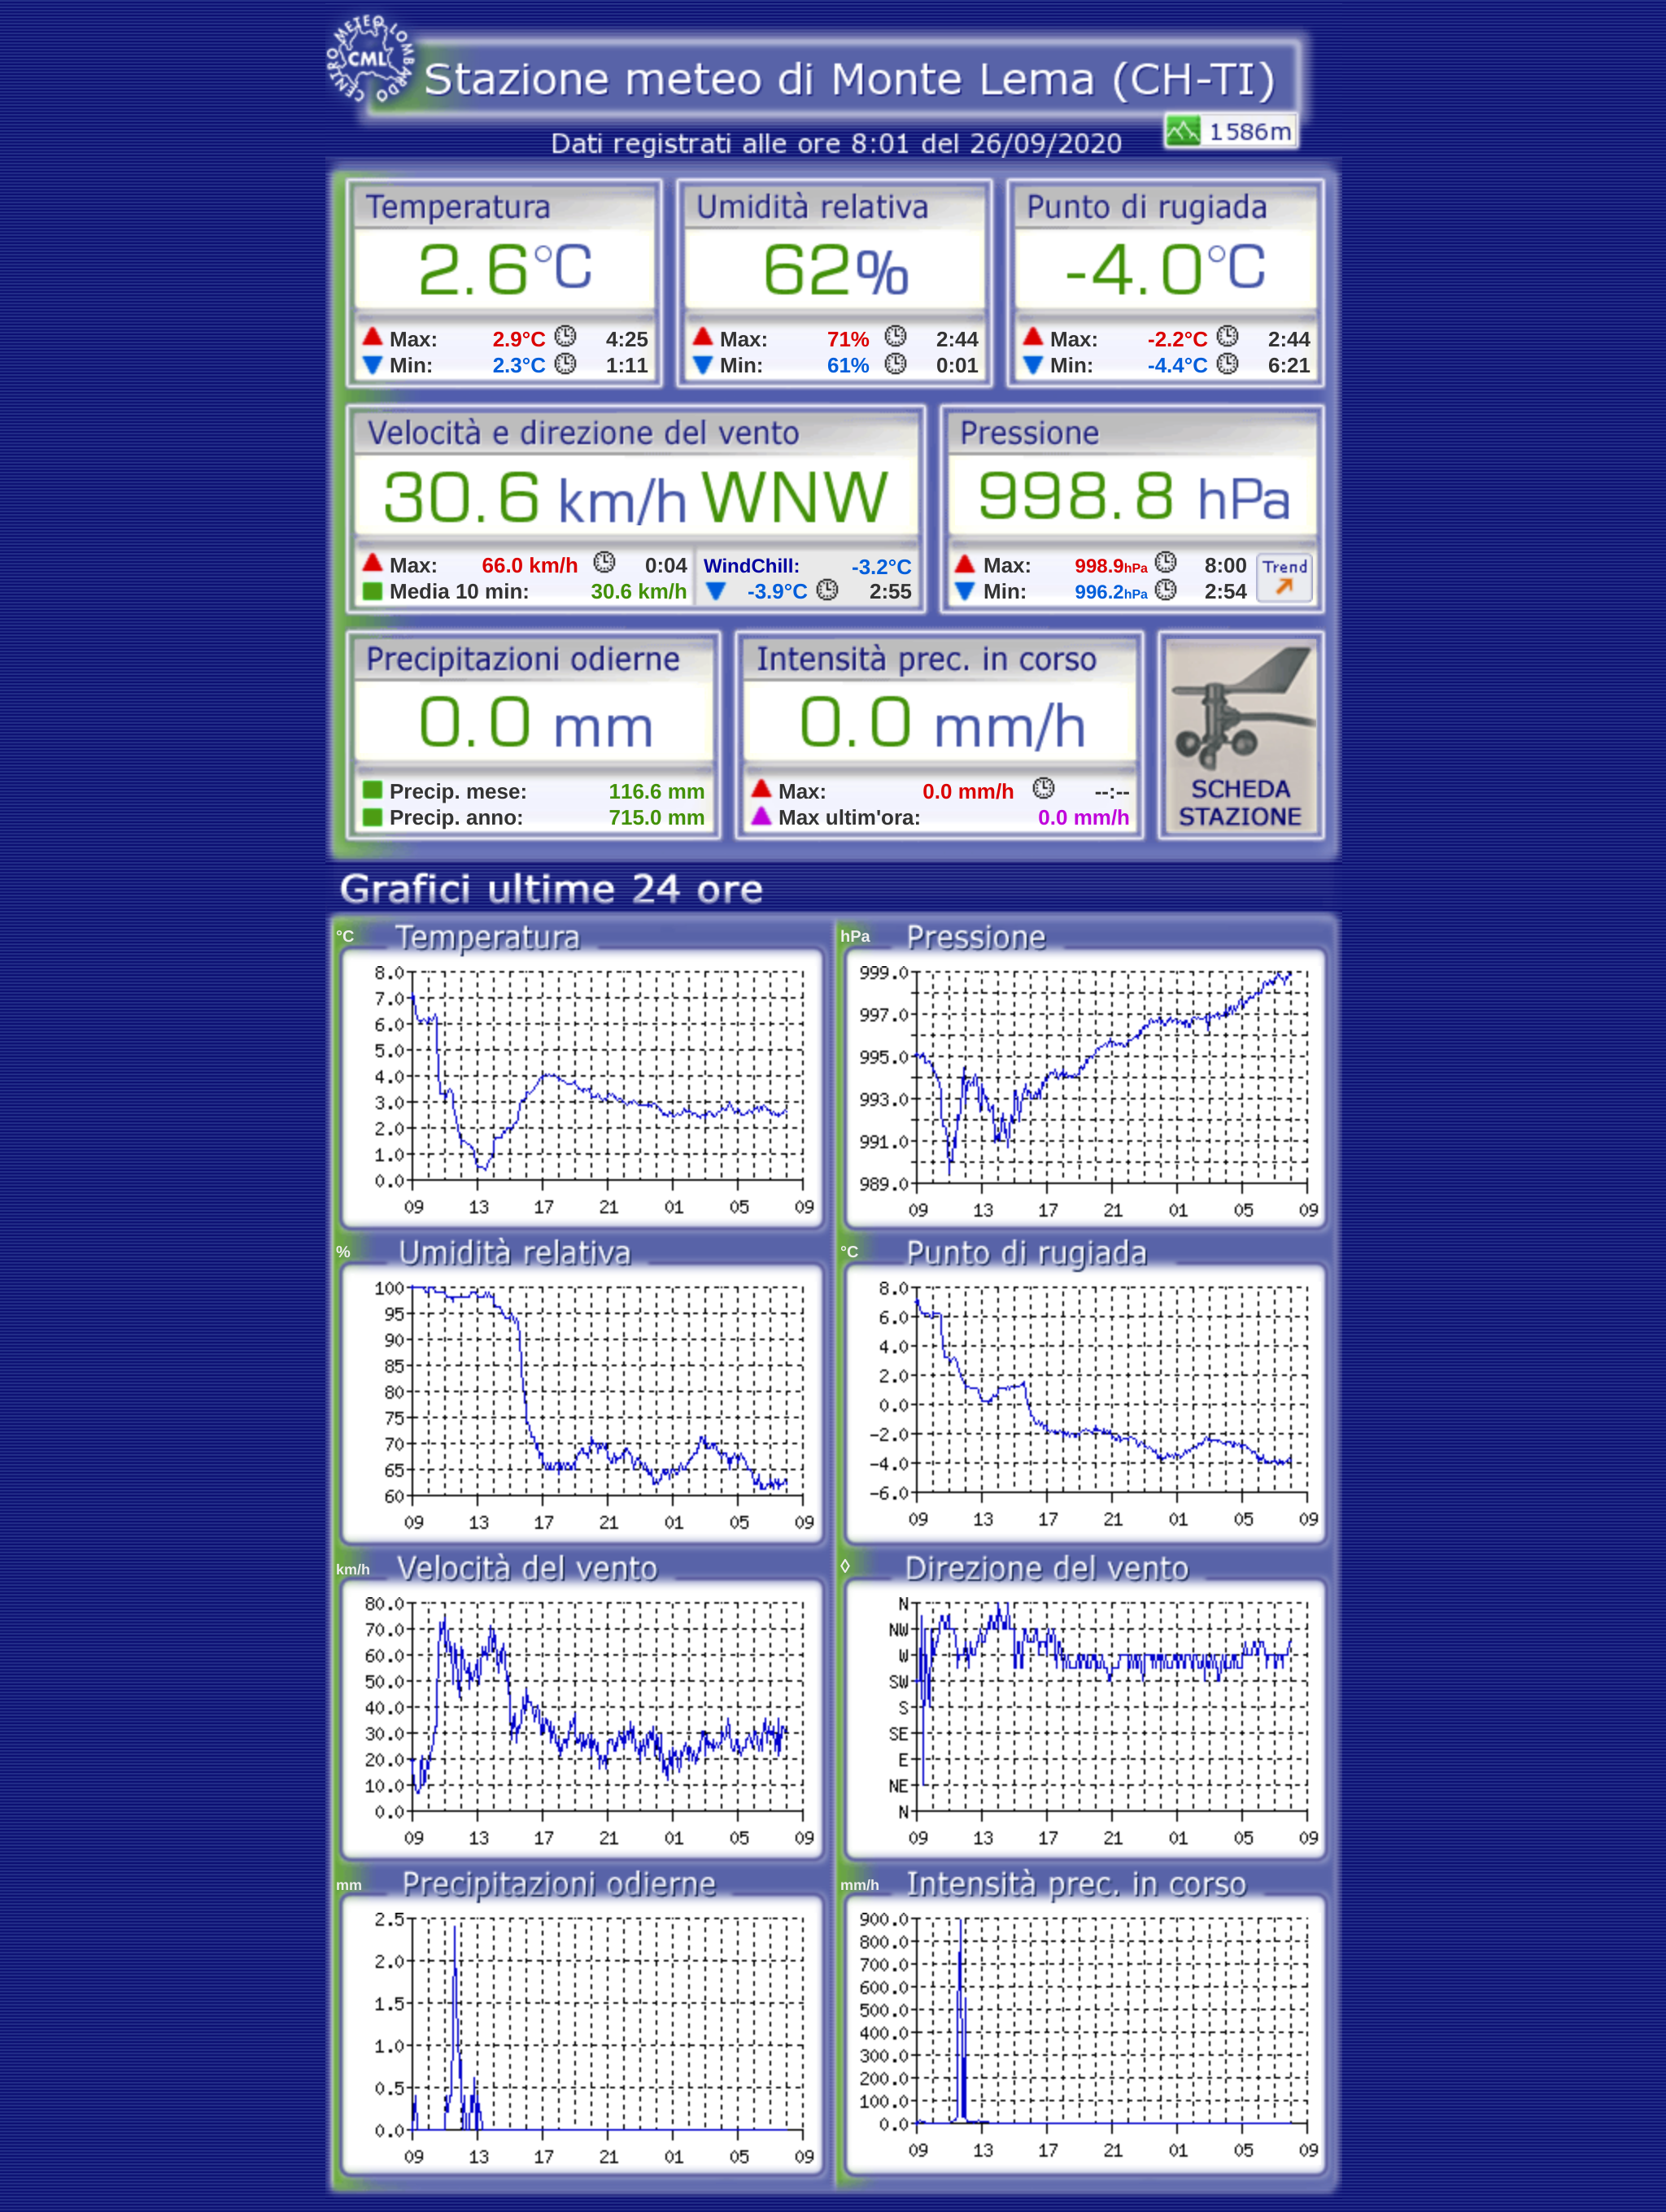 CENTRO METEO LOMBARDO
CML
Stazione meteo di Monte Lema (CH-TI)
1586m
Dati registrati alle ore 8:01 del 26/09/2020
Temperatura
2.6°C
Max: 2.9°C 4:25
Min: 2.3°C 1:11
Umidità relativa
62%
Max: 71% 2:44
Min: 61% 0:01
Punto di rugiada
-4.0°C
Max: -2.2°C 2:44
Min: -4.4°C 6:21
Velocità e direzione del vento
30.6 km/h WNW
Max: 66.0 km/h 0:04
Media 10 min: 30.6 km/h
WindChill: -3.2°C
-3.9°C 2:55
Pressione
998.8 hPa
Max: 998.9hPa 8:00
Min: 996.2hPa 2:54
Trend
Precipitazioni odierne
0.0 mm
Precip. mese: 116.6 mm
Precip. anno: 715.0 mm
Intensità prec. in corso
0.0 mm/h
Max: 0.0 mm/h --:--
Max ultim'ora: 0.0 mm/h
SCHEDA
STAZIONE
Grafici ultime 24 ore
°C Temperatura
8.0
7.0
6.0
5.0
4.0
3.0
2.0
1.0
0.0
09 13 17 21 01 05 09
hPa Pressione
999.0
997.0
995.0
993.0
991.0
989.0
09 13 17 21 01 05 09
% Umidità relativa
100
95
90
85
80
75
70
65
60
09 13 17 21 01 05 09
°C Punto di rugiada
8.0
6.0
4.0
2.0
0.0
-2.0
-4.0
-6.0
09 13 17 21 01 05 09
km/h Velocità del vento
80.0
70.0
60.0
50.0
40.0
30.0
20.0
10.0
0.0
09 13 17 21 01 05 09
◊ Direzione del vento
N
NW
W
SW
S
SE
E
NE
N
09 13 17 21 01 05 09
mm Precipitazioni odierne
2.5
2.0
1.5
1.0
0.5
0.0
09 13 17 21 01 05 09
mm/h Intensità prec. in corso
900.0
800.0
700.0
600.0
500.0
400.0
300.0
200.0
100.0
0.0
09 13 17 21 01 05 09